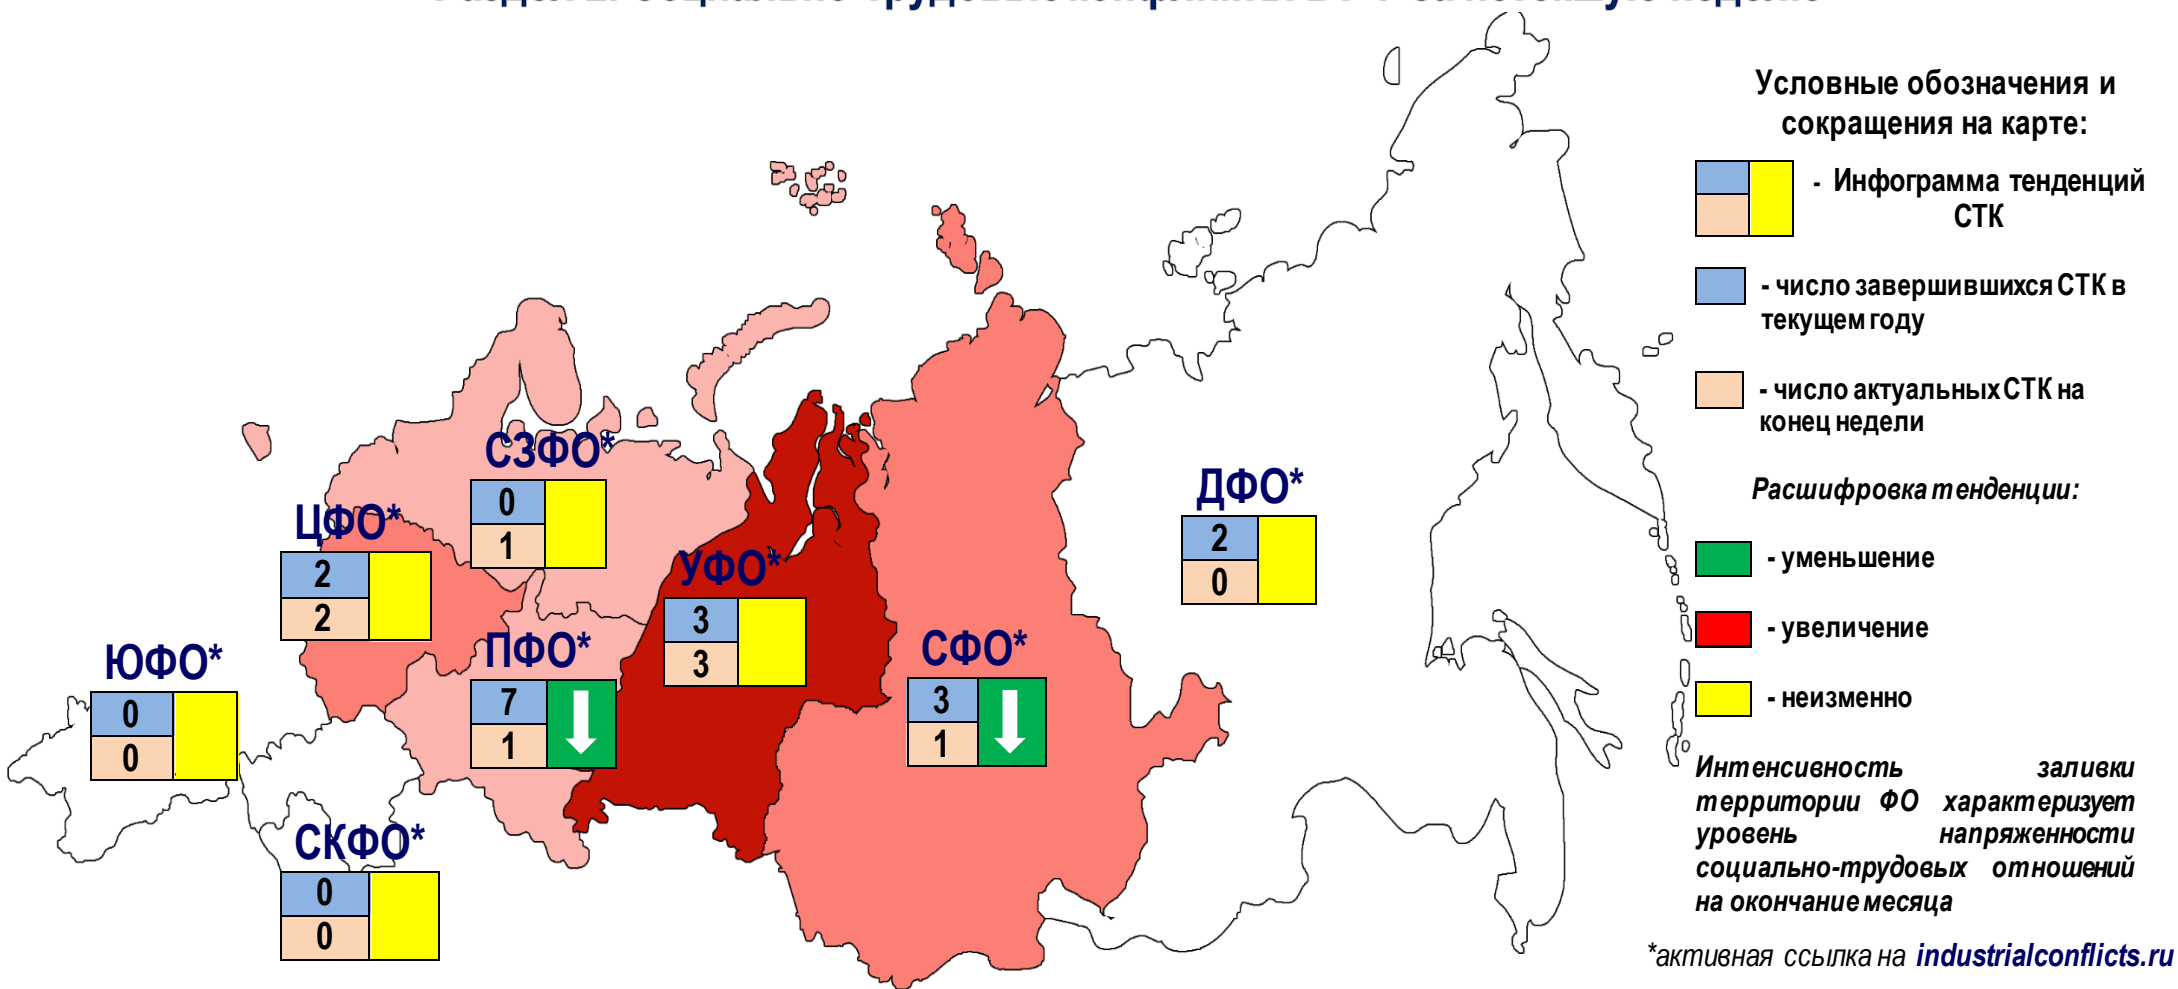 Условные обозначения и
сокращения на карте:
- Инфограмма тенденций
СТК
- число завершившихся СТК в
текущем году
- число актуальных СТК на
конец недели
Расшифровка тенденции:
- уменьшение
- увеличение
- неизменно
Интенсивность заливки
территории ФО характеризует
уровень напряженности
социально-трудовых отношений
на окончание месяца
*активная ссылка на industrialconflicts.ru
СЗФО*
0
1
ЦФО*
2
2
УФО*
3
3
ДФО*
2
0
ПФО*
7
1
СФО*
3
1
ЮФО*
0
0
СКФО*
0
0